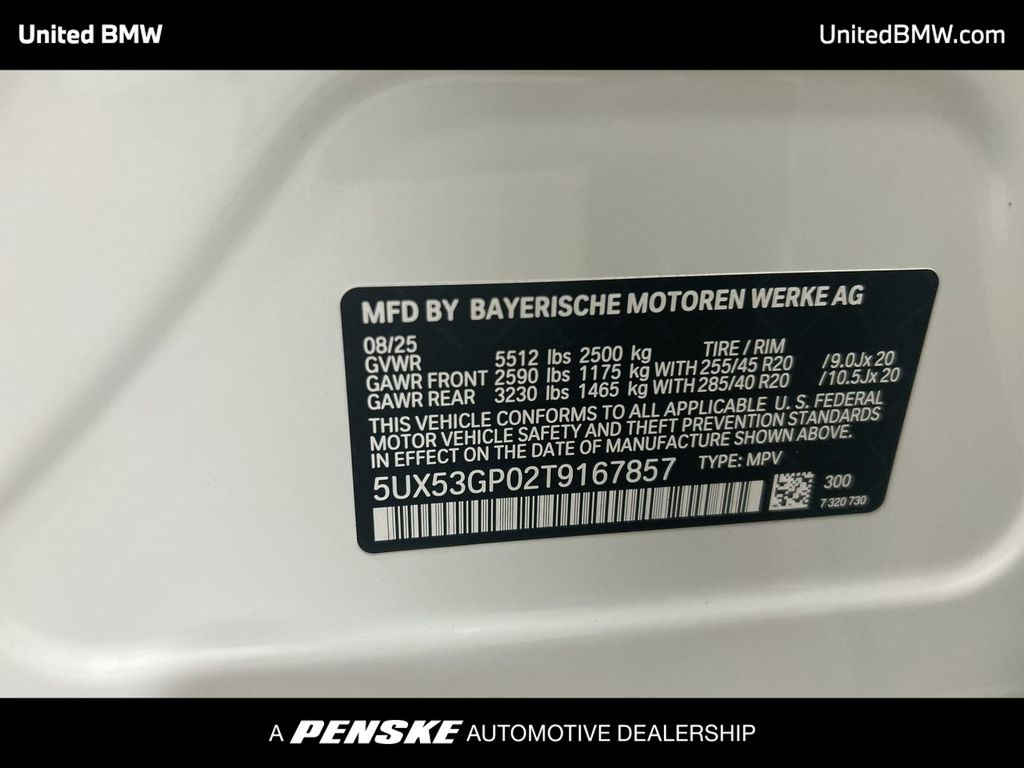 United BMW
UnitedBMW.com
MFD BY BAYERISCHE MOTOREN WERKE AG
08/25
TIRE / RIM
GVWR 5512 lbs 2500 kg
GAWR FRONT 2590 lbs 1175 kg WITH 255/45 R20 /9.0Jx 20
GAWR REAR 3230 lbs 1465 kg WITH 285/40 R20 /10.5Jx 20
THIS VEHICLE CONFORMS TO ALL APPLICABLE U. S. FEDERAL
MOTOR VEHICLE SAFETY AND THEFT PREVENTION STANDARDS
IN EFFECT ON THE DATE OF MANUFACTURE SHOWN ABOVE.
5UX53GP02T9167857 TYPE: MPV
300
7 320 730
A PENSKE AUTOMOTIVE DEALERSHIP